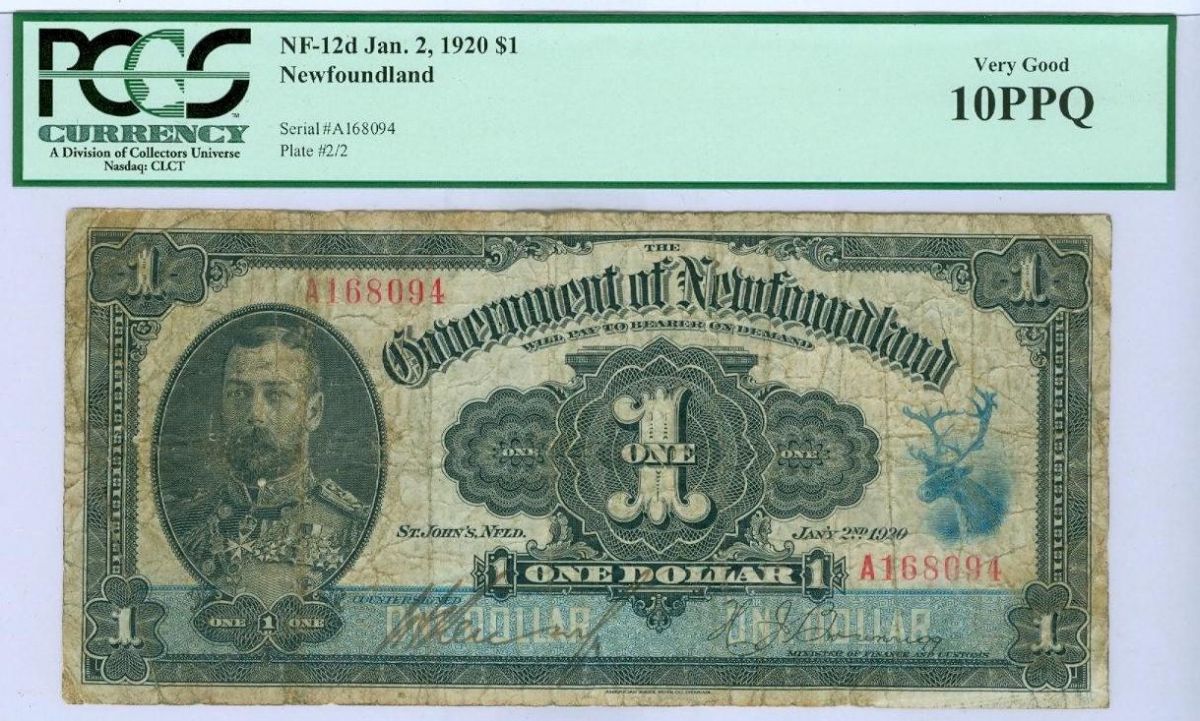 PCGS
CURRENCY
A Division of Collectors Universe
Nasdaq: CLCT
NF-12d Jan. 2, 1920 $1
Newfoundland
Serial #A168094
Plate #2/2
Very Good
10PPQ
1
1
THE
Government of Newfoundland
WILL PAY TO BEARER ON DEMAND
A168094
ONE
1
ONE
ONE
ST. JOHN'S, NFLD.
JAN'Y 2ND 1920
A168094
1 ONE DOLLAR 1
COUNTERSIGNED
ONE DOLLAR
ONE DOLLAR
1
ONE 1 ONE
H J Browning
1
MINISTER OF FINANCE AND CUSTOMS